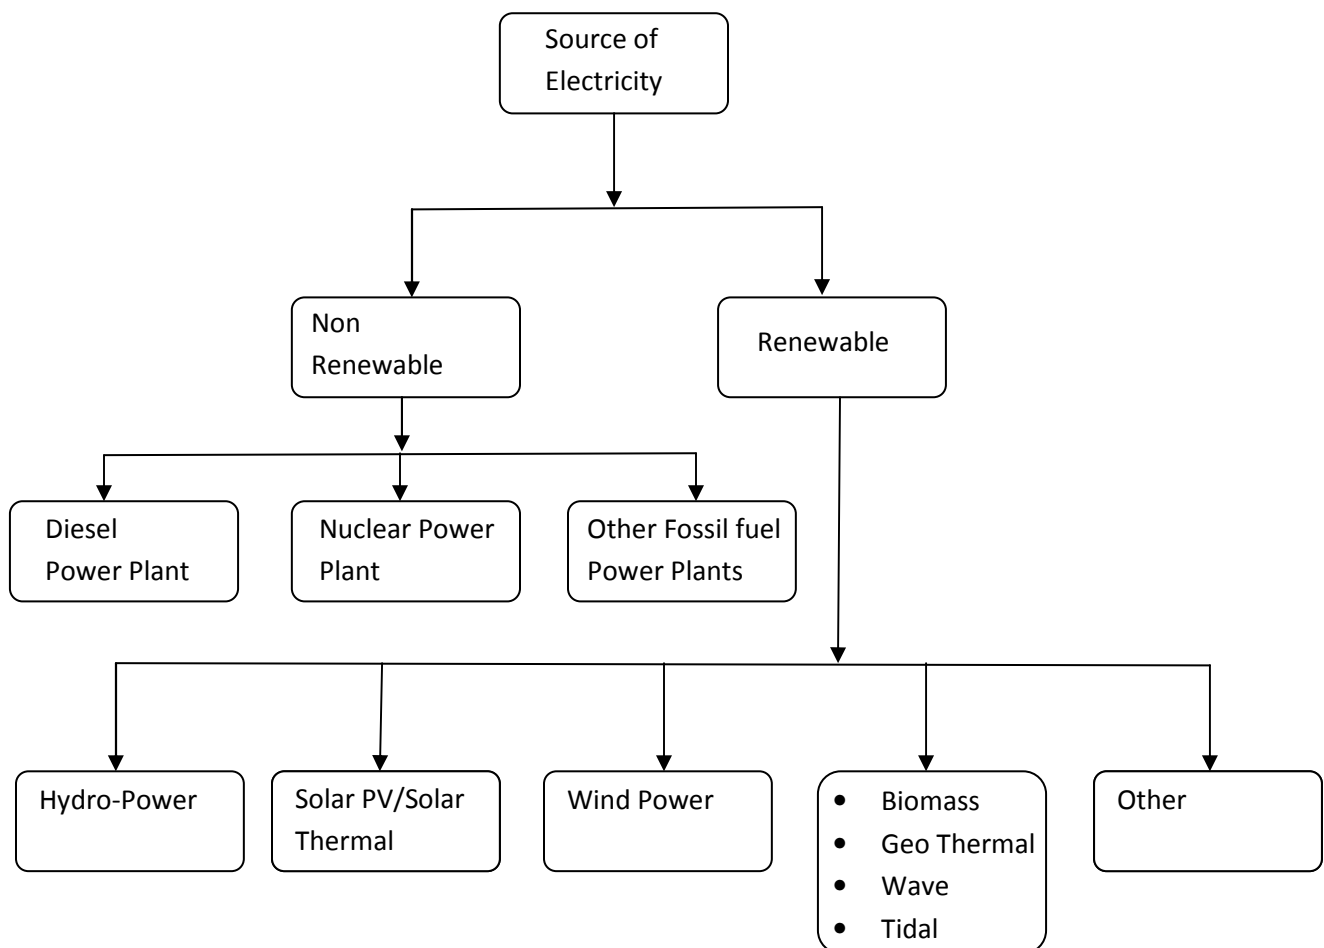 Source of
Electricity
Non
Renewable
Renewable
Diesel
Power Plant
Nuclear Power
Plant
Other Fossil fuel
Power Plants
Hydro-Power
Solar PV/Solar
Thermal
Wind Power
• Biomass
• Geo Thermal
• Wave
• Tidal
Other